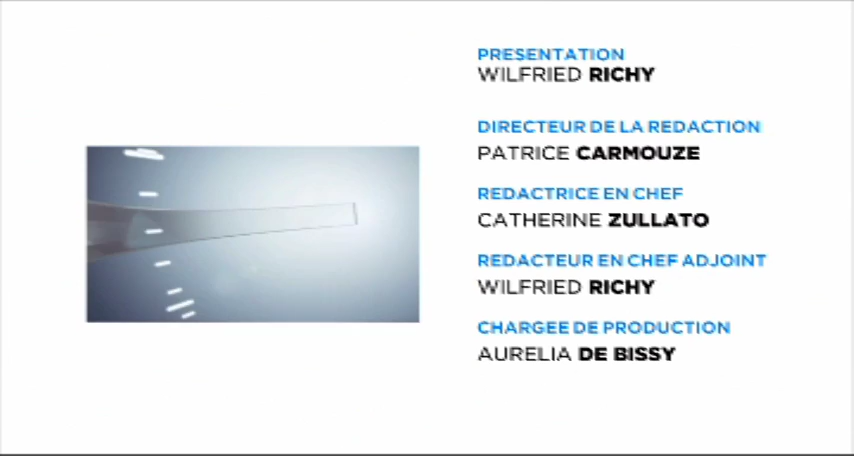 PRESENTATION
WILFRIED RICHY
DIRECTEUR DE LA REDACTION
PATRICE CARMOUZE
REDACTRICE EN CHEF
CATHERINE ZULLATO
REDACTEUR EN CHEF ADJOINT
WILFRIED RICHY
CHARGEE DE PRODUCTION
AURELIA DE BISSY